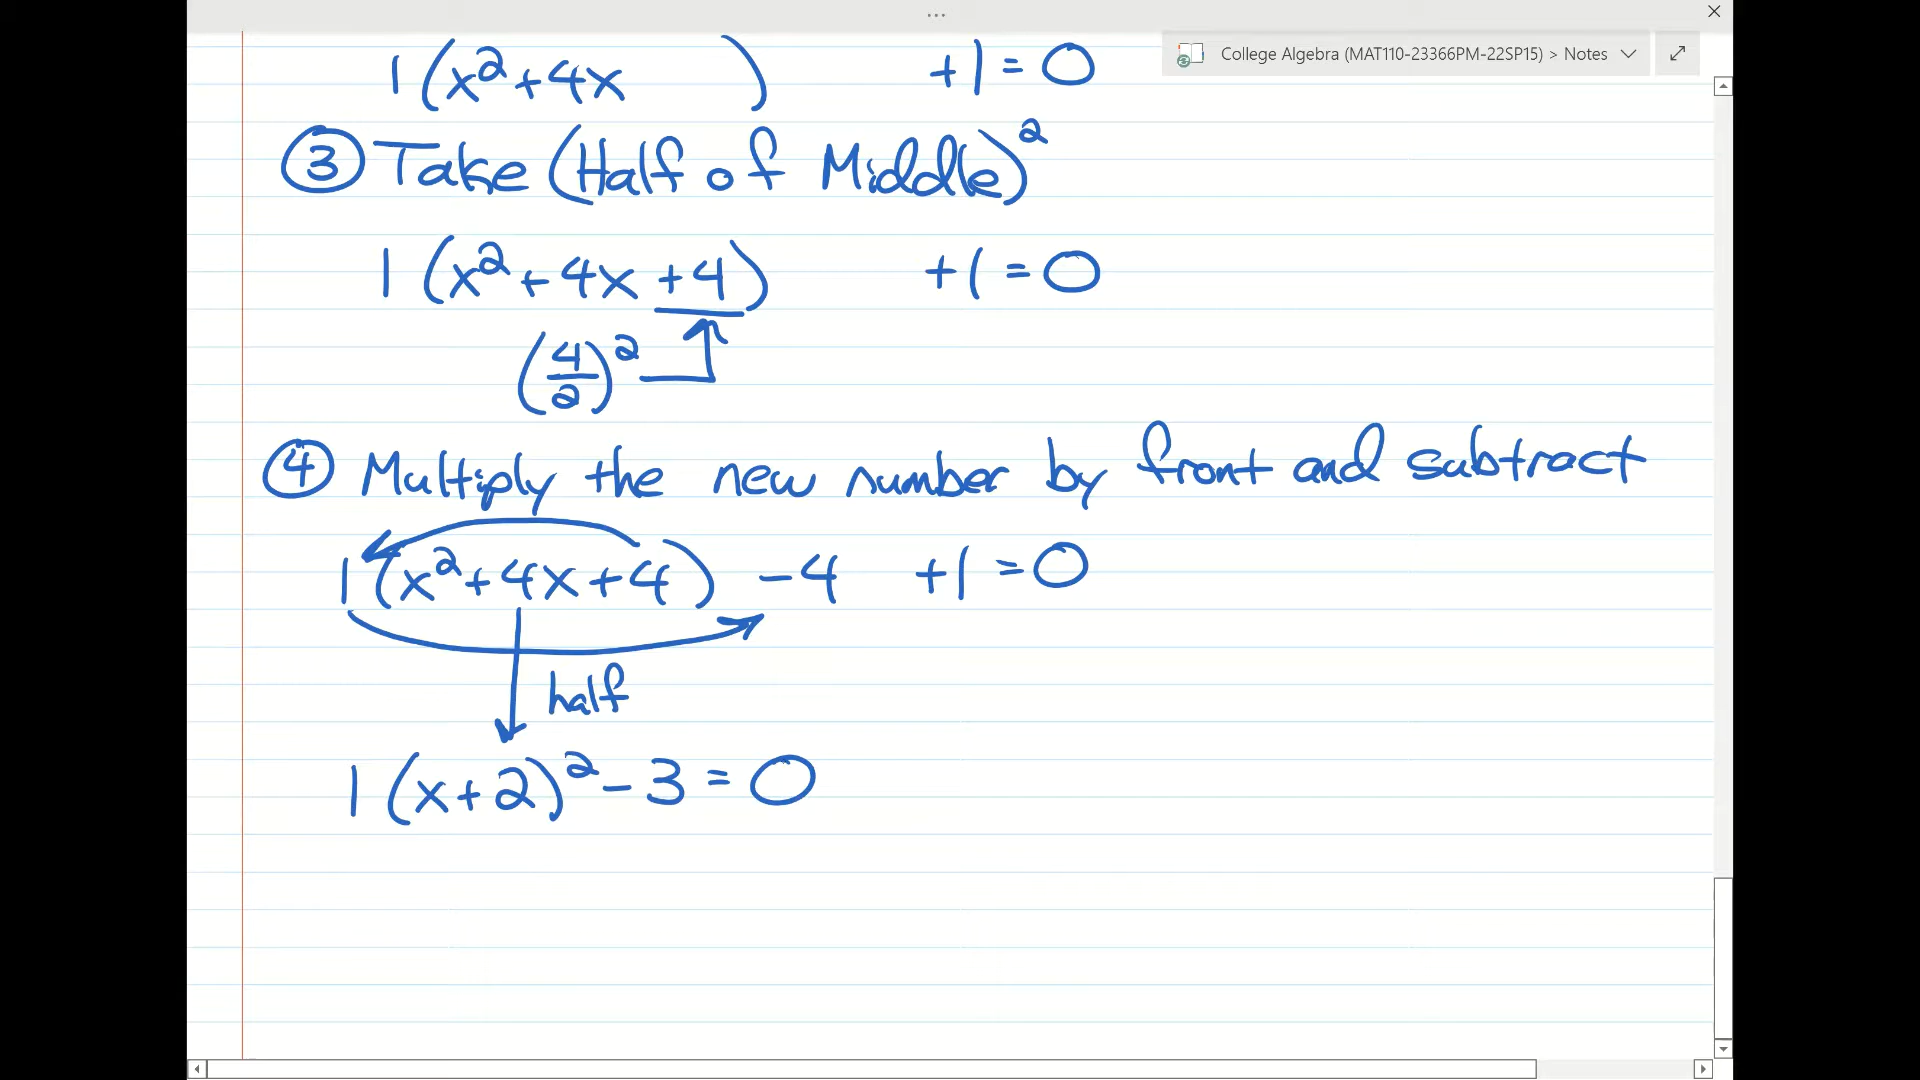 ...
College Algebra (MAT110-23366PM-22SP15) > Notes
1(x²+4x ) +1=0
③ Take (Half of Middle)²
1(x²+4x+4) +1=0
(4/2)²
④ Multiply the new number by front and subtract
1(x²+4x+4) -4 +1=0
half
1(x+2)²-3=0